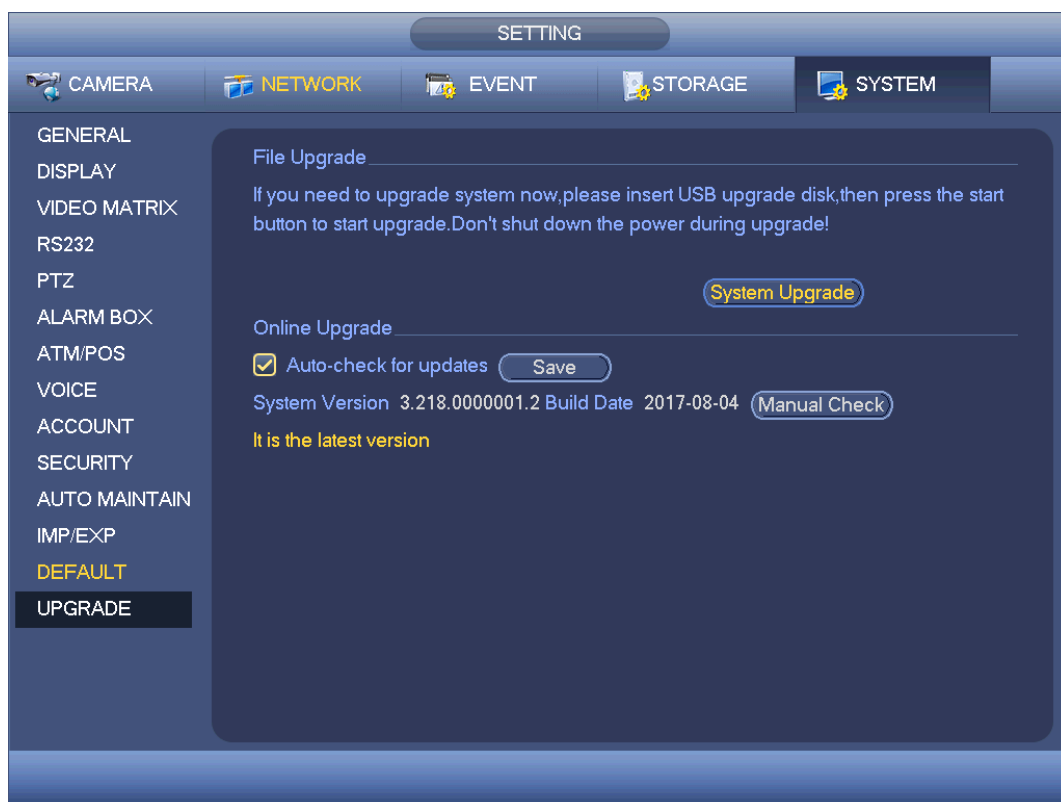 SETTING
CAMERA NETWORK EVENT STORAGE SYSTEM
GENERAL
DISPLAY
VIDEO MATRIX
RS232
PTZ
ALARM BOX
ATM/POS
VOICE
ACCOUNT
SECURITY
AUTO MAINTAIN
IMP/EXP
DEFAULT
UPGRADE
File Upgrade
If you need to upgrade system now,please insert USB upgrade disk,then press the start
button to start upgrade.Don't shut down the power during upgrade!
System Upgrade
Online Upgrade
Auto-check for updates Save
System Version 3.218.0000001.2 Build Date 2017-08-04 Manual Check
It is the latest version